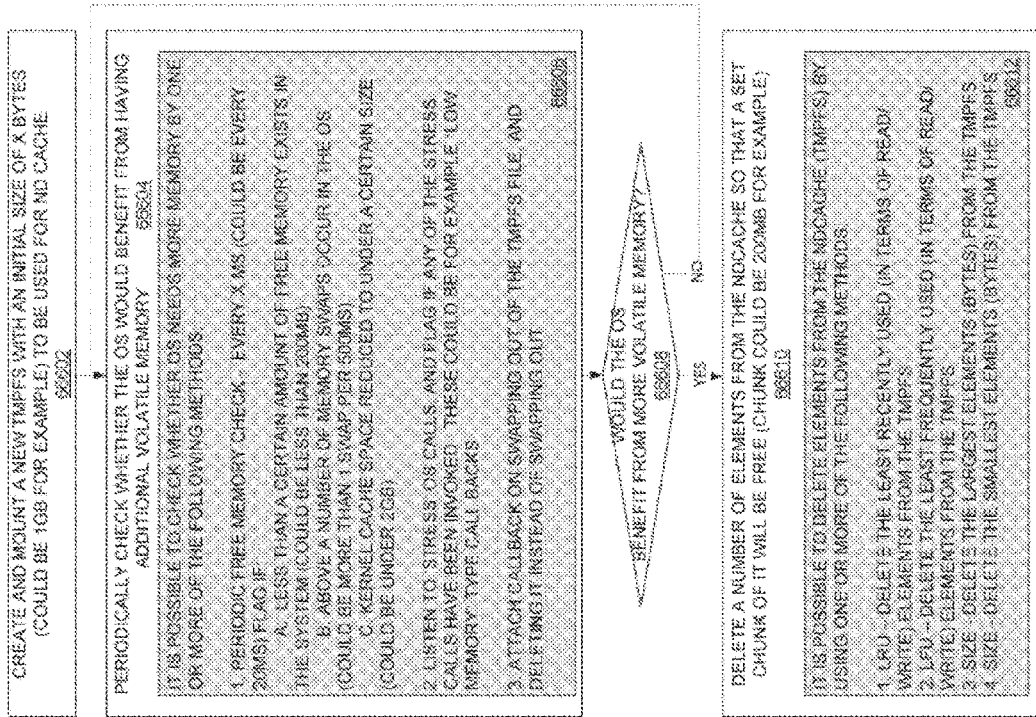 CREATE AND MOUNT A NEW TMPFS WITH AN INITIAL SIZE OF X BYTES
(COULD BE 1GB FOR EXAMPLE) TO BE USED FOR ND CACHE
66602
PERIODICALLY CHECK WHETHER THE OS WOULD BENEFIT FROM HAVING
ADDITIONAL VOLATILE MEMORY 66604
IT IS POSSIBLE TO CHECK WHETHER OS NEEDS MORE MEMORY BY ONE
OR MORE OF THE FOLLOWING METHODS:
1. PERIODIC FREE MEMORY CHECK - EVERY X MS (COULD BE EVERY
20MS) FLAG IF
A. LESS THAN A CERTAIN AMOUNT OF FREE MEMORY EXISTS IN
THE SYSTEM (COULD BE LESS THAN 200MB)
B. ABOVE A NUMBER OF MEMORY SWAPS OCCUR IN THE OS
(COULD BE MORE THAN 1 SWAP PER 500MS)
C. KERNEL CACHE SPACE REDUCED TO UNDER A CERTAIN SIZE
(COULD BE UNDER 2GB)
2. LISTEN TO STRESS OS CALLS, AND FLAG IF ANY OF THE STRESS
CALLS HAVE BEEN INVOKED. THESE COULD BE FOR EXAMPLE "LOW
MEMORY" TYPE CALL BACKS
3. ATTACH CALLBACK ON SWAPPING OUT OF THE TMPFS FILE, AND
DELETING IT INSTEAD OF SWAPPING OUT
66606
WOULD THE OS
BENEFIT FROM MORE VOLATILE MEMORY?
66608
NO
YES
DELETE A NUMBER OF ELEMENTS FROM THE NDCACHE SO THAT A SET
CHUNK OF IT WILL BE FREE (CHUNK COULD BE 200MB FOR EXAMPLE)
66610
IT IS POSSIBLE TO DELETE ELEMENTS FROM THE NDCACHE (TMPFS) BY
USING ONE OR MORE OF THE FOLLOWING METHODS:
1. LRU - DELETE THE LEAST RECENTLY USED (IN TERMS OF READ/
WRITE) ELEMENTS FROM THE TMPFS
2. LFU - DELETE THE LEAST FREQUENTLY USED (IN TERMS OF READ/
WRITE) ELEMENTS FROM THE TMPFS
3. SIZE - DELETE THE LARGEST ELEMENTS (BYTES) FROM THE TMPFS
4. SIZE - DELETE THE SMALLEST ELEMENTS (BYTES) FROM THE TMPFS
66612